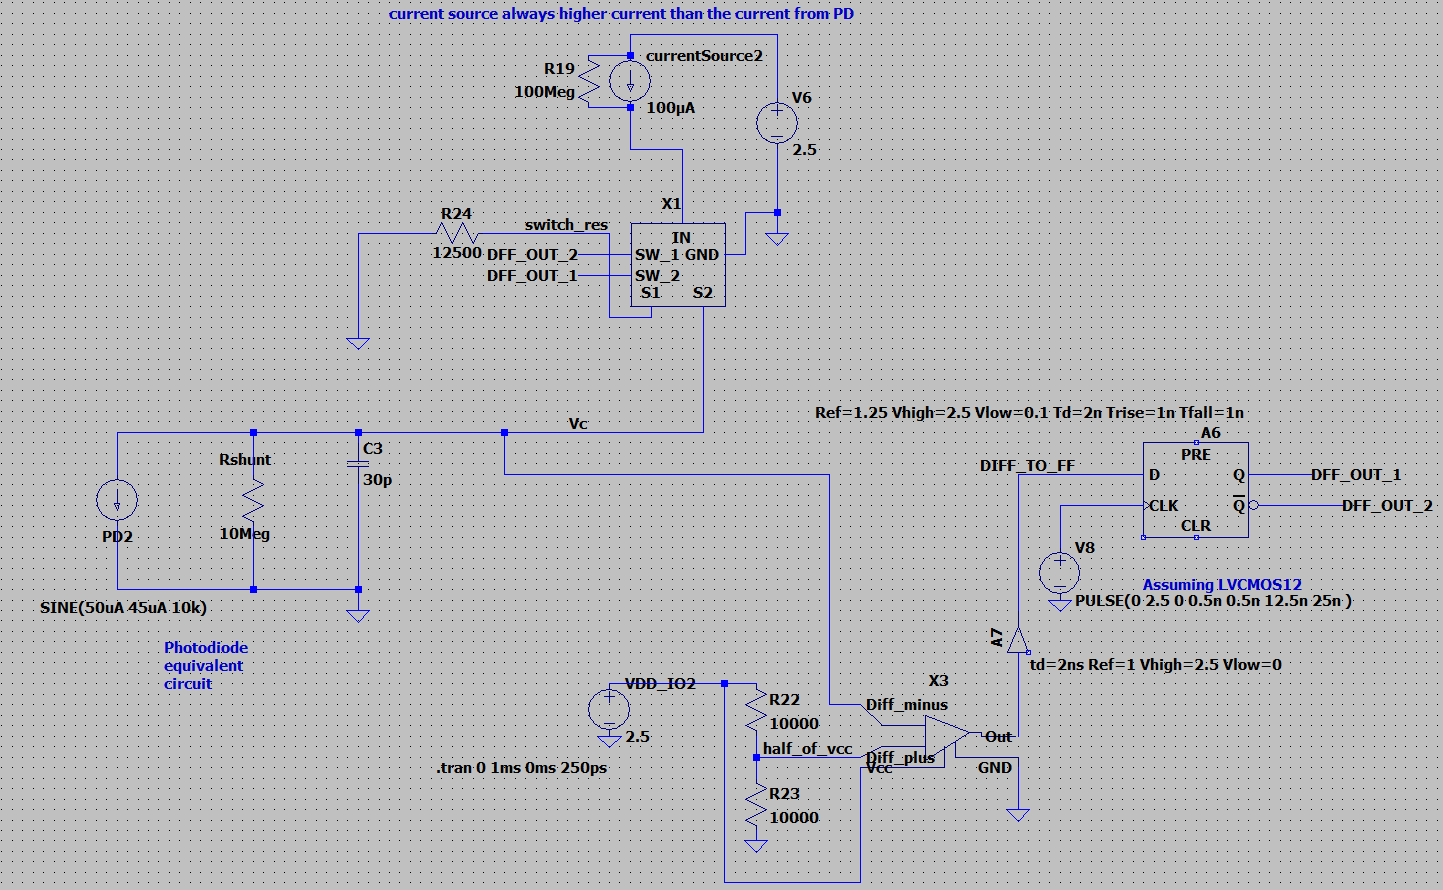 current source always higher current than the current from PD
currentSource2
R19
100Meg
100µA
V6
2.5
X1
R24
switch_res
12500
DFF_OUT_2
DFF_OUT_1
IN
SW_1 GND
SW_2
S1 S2
Vc
Ref=1.25 Vhigh=2.5 Vlow=0.1 Td=2n Trise=1n Tfall=1n
A6
PRE
D Q
CLK Q
CLR
DIFF_TO_FF
DFF_OUT_1
DFF_OUT_2
C3
30p
Rshunt
10Meg
PD2
SINE(50uA 45uA 10k)
Photodiode
equivalent
circuit
V8
Assuming LVCMOS12
PULSE(0 2.5 0 0.5n 0.5n 12.5n 25n )
A7
td=2ns Ref=1 Vhigh=2.5 Vlow=0
VDD_IO2
2.5
R22
10000
half_of_vcc
R23
10000
X3
Diff_minus
Diff_plus
Vcc
Out
GND
.tran 0 1ms 0ms 250ps